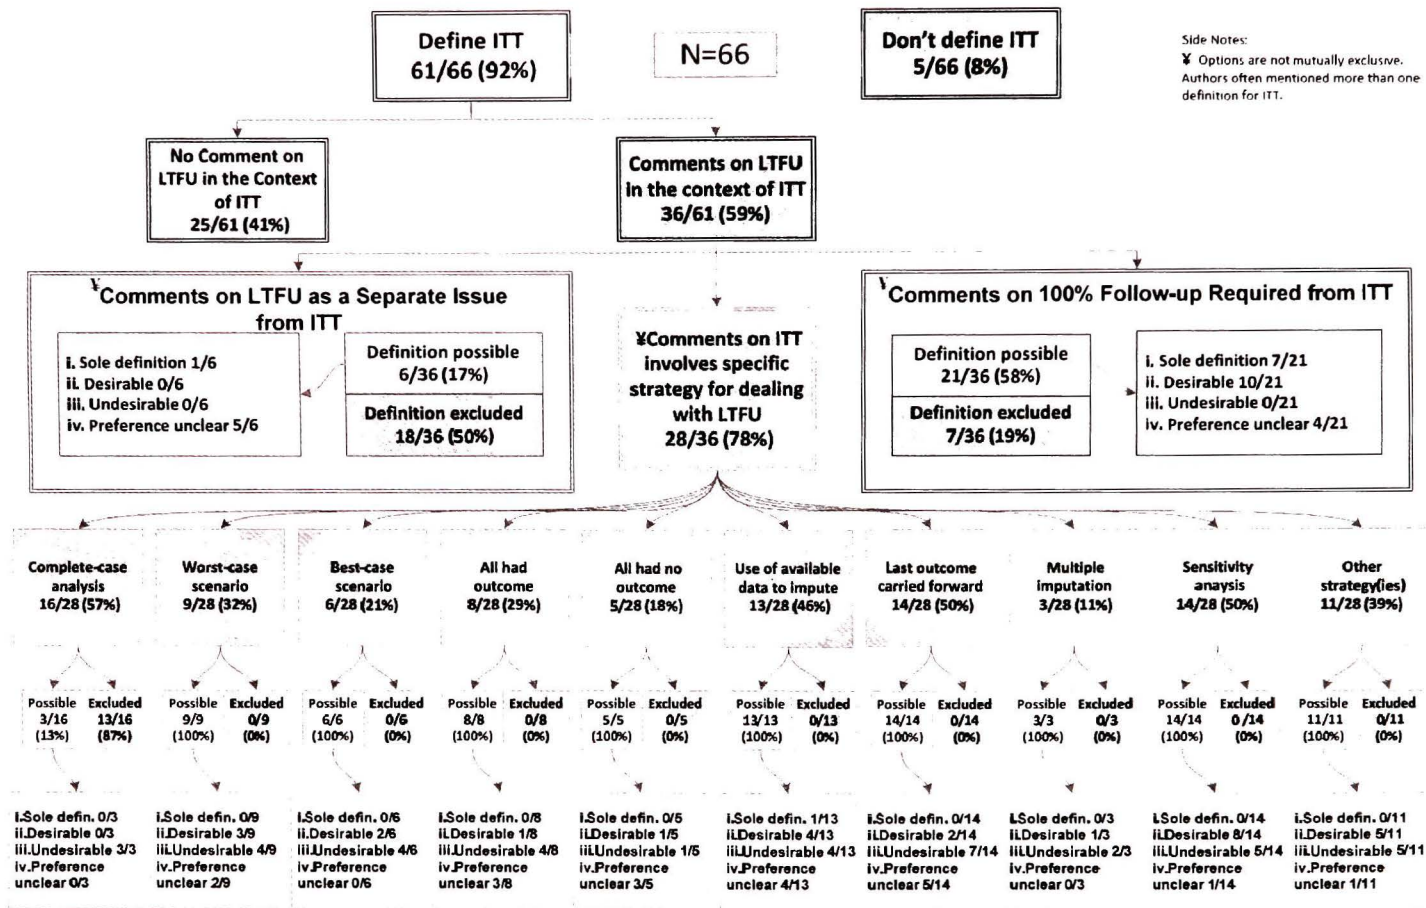 Define ITT
61/66 (92%)
N=66
Don't define ITT
5/66 (8%)
Side Notes:
¥ Options are not mutually exclusive.
Authors often mentioned more than one
definition for ITT.
No Comment on
LTFU in the Context
of ITT
25/61 (41%)
Comments on LTFU
in the context of ITT
36/61 (59%)
¥Comments on LTFU as a Separate Issue
from ITT
i. Sole definition 1/6
ii. Desirable 0/6
iii. Undesirable 0/6
iv. Preference unclear 5/6
Definition possible
6/36 (17%)
Definition excluded
18/36 (50%)
¥Comments on ITT
involves specific
strategy for dealing
with LTFU
28/36 (78%)
¥Comments on 100% Follow-up Required from ITT
Definition possible
21/36 (58%)
Definition excluded
7/36 (19%)
i. Sole definition 7/21
ii. Desirable 10/21
iii. Undesirable 0/21
iv. Preference unclear 4/21
Complete-case
analysis
16/28 (57%)
Worst-case
scenario
9/28 (32%)
Best-case
scenario
6/28 (21%)
All had
outcome
8/28 (29%)
All had no
outcome
5/28 (18%)
Use of available
data to impute
13/28 (46%)
Last outcome
carried forward
14/28 (50%)
Multiple
imputation
3/28 (11%)
Sensitivity
anaysis
14/28 (50%)
Other
strategy(ies)
11/28 (39%)
Possible
3/16
(13%)
Excluded
13/16
(87%)
Possible
9/9
(100%)
Excluded
0/9
(0%)
Possible
6/6
(100%)
Excluded
0/6
(0%)
Possible
8/8
(100%)
Excluded
0/8
(0%)
Possible
5/5
(100%)
Excluded
0/5
(0%)
Possible
13/13
(100%)
Excluded
0/13
(0%)
Possible
14/14
(100%)
Excluded
0/14
(0%)
Possible
3/3
(100%)
Excluded
0/3
(0%)
Possible
14/14
(100%)
Excluded
0 /14
(0%)
Possible
11/11
(100%)
Excluded
0/11
(0%)
i.Sole defin. 0/3
ii.Desirable 0/3
iii.Undesirable 3/3
iv.Preference
unclear 0/3
i.Sole defin. 0/9
ii.Desirable 3/9
iii.Undesirable 4/9
iv.Preference
unclear 2/9
i.Sole defin. 0/6
ii.Desirable 2/6
iii.Undesirable 4/6
iv.Preference
unclear 0/6
i.Sole defin. 0/8
ii.Desirable 1/8
iii.Undesirable 4/8
iv.Preference
unclear 3/8
i.Sole defin. 0/5
ii.Desirable 1/5
iii.Undesirable 1/5
iv.Preference
unclear 3/5
i.Sole defin. 1/13
ii.Desirable 4/13
iii.Undesirable 4/13
iv.Preference
unclear 4/13
i.Sole defin. 0/14
ii.Desirable 2/14
iii.Undesirable 7/14
iv.Preference
unclear 5/14
i.Sole defin. 0/3
ii.Desirable 1/3
iii.Undesirable 2/3
iv.Preference
unclear 0/3
i.Sole defin. 0/14
ii.Desirable 8/14
iii.Undesirable 5/14
iv.Preference
unclear 1/14
i.Sole defin. 0/11
ii.Desirable 5/11
iii.Undesirable 5/11
iv.Preference
unclear 1/11